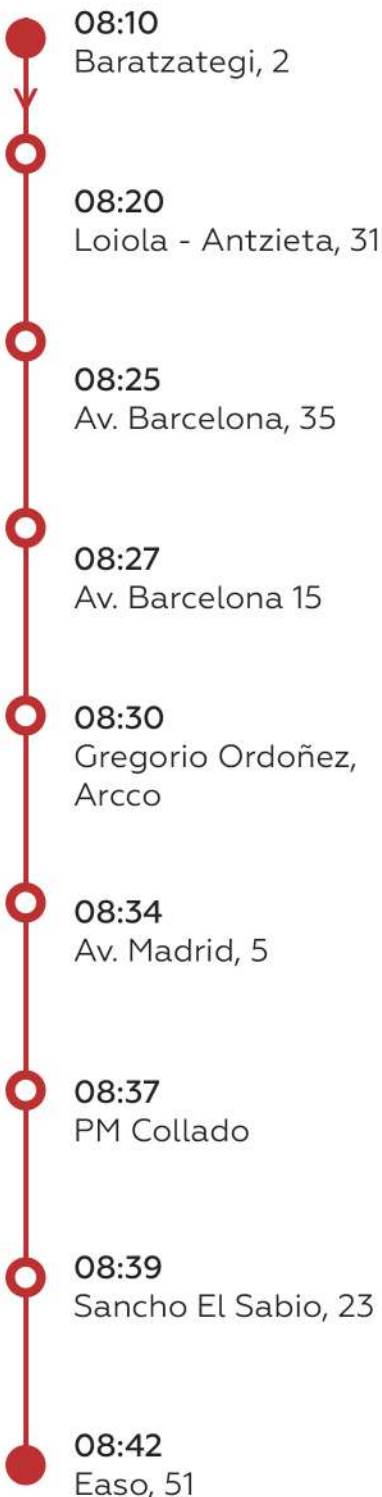 08:10
Baratzategi, 2
08:20
Loiola - Antzieta, 31
08:25
Av. Barcelona, 35
08:27
Av. Barcelona 15
08:30
Gregorio Ordoñez,
Arcco
08:34
Av. Madrid, 5
08:37
PM Collado
08:39
Sancho El Sabio, 23
08:42
Easo, 51